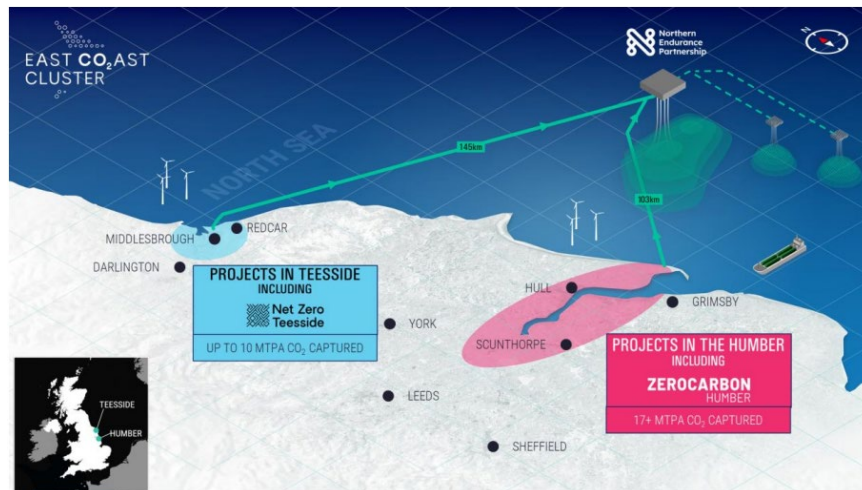 EAST CO₂AST
CLUSTER
Northern
Endurance
Partnership
N
NORTH SEA
145km
103km
REDCAR
MIDDLESBROUGH
DARLINGTON
PROJECTS IN TEESSIDE
INCLUDING
Net Zero
Teesside
UP TO 10 MTPA CO₂ CAPTURED
YORK
LEEDS
SHEFFIELD
HULL
GRIMSBY
SCUNTHORPE
PROJECTS IN THE HUMBER
INCLUDING
ZEROCARBON
HUMBER
17+ MTPA CO₂ CAPTURED
TEESSIDE
HUMBER